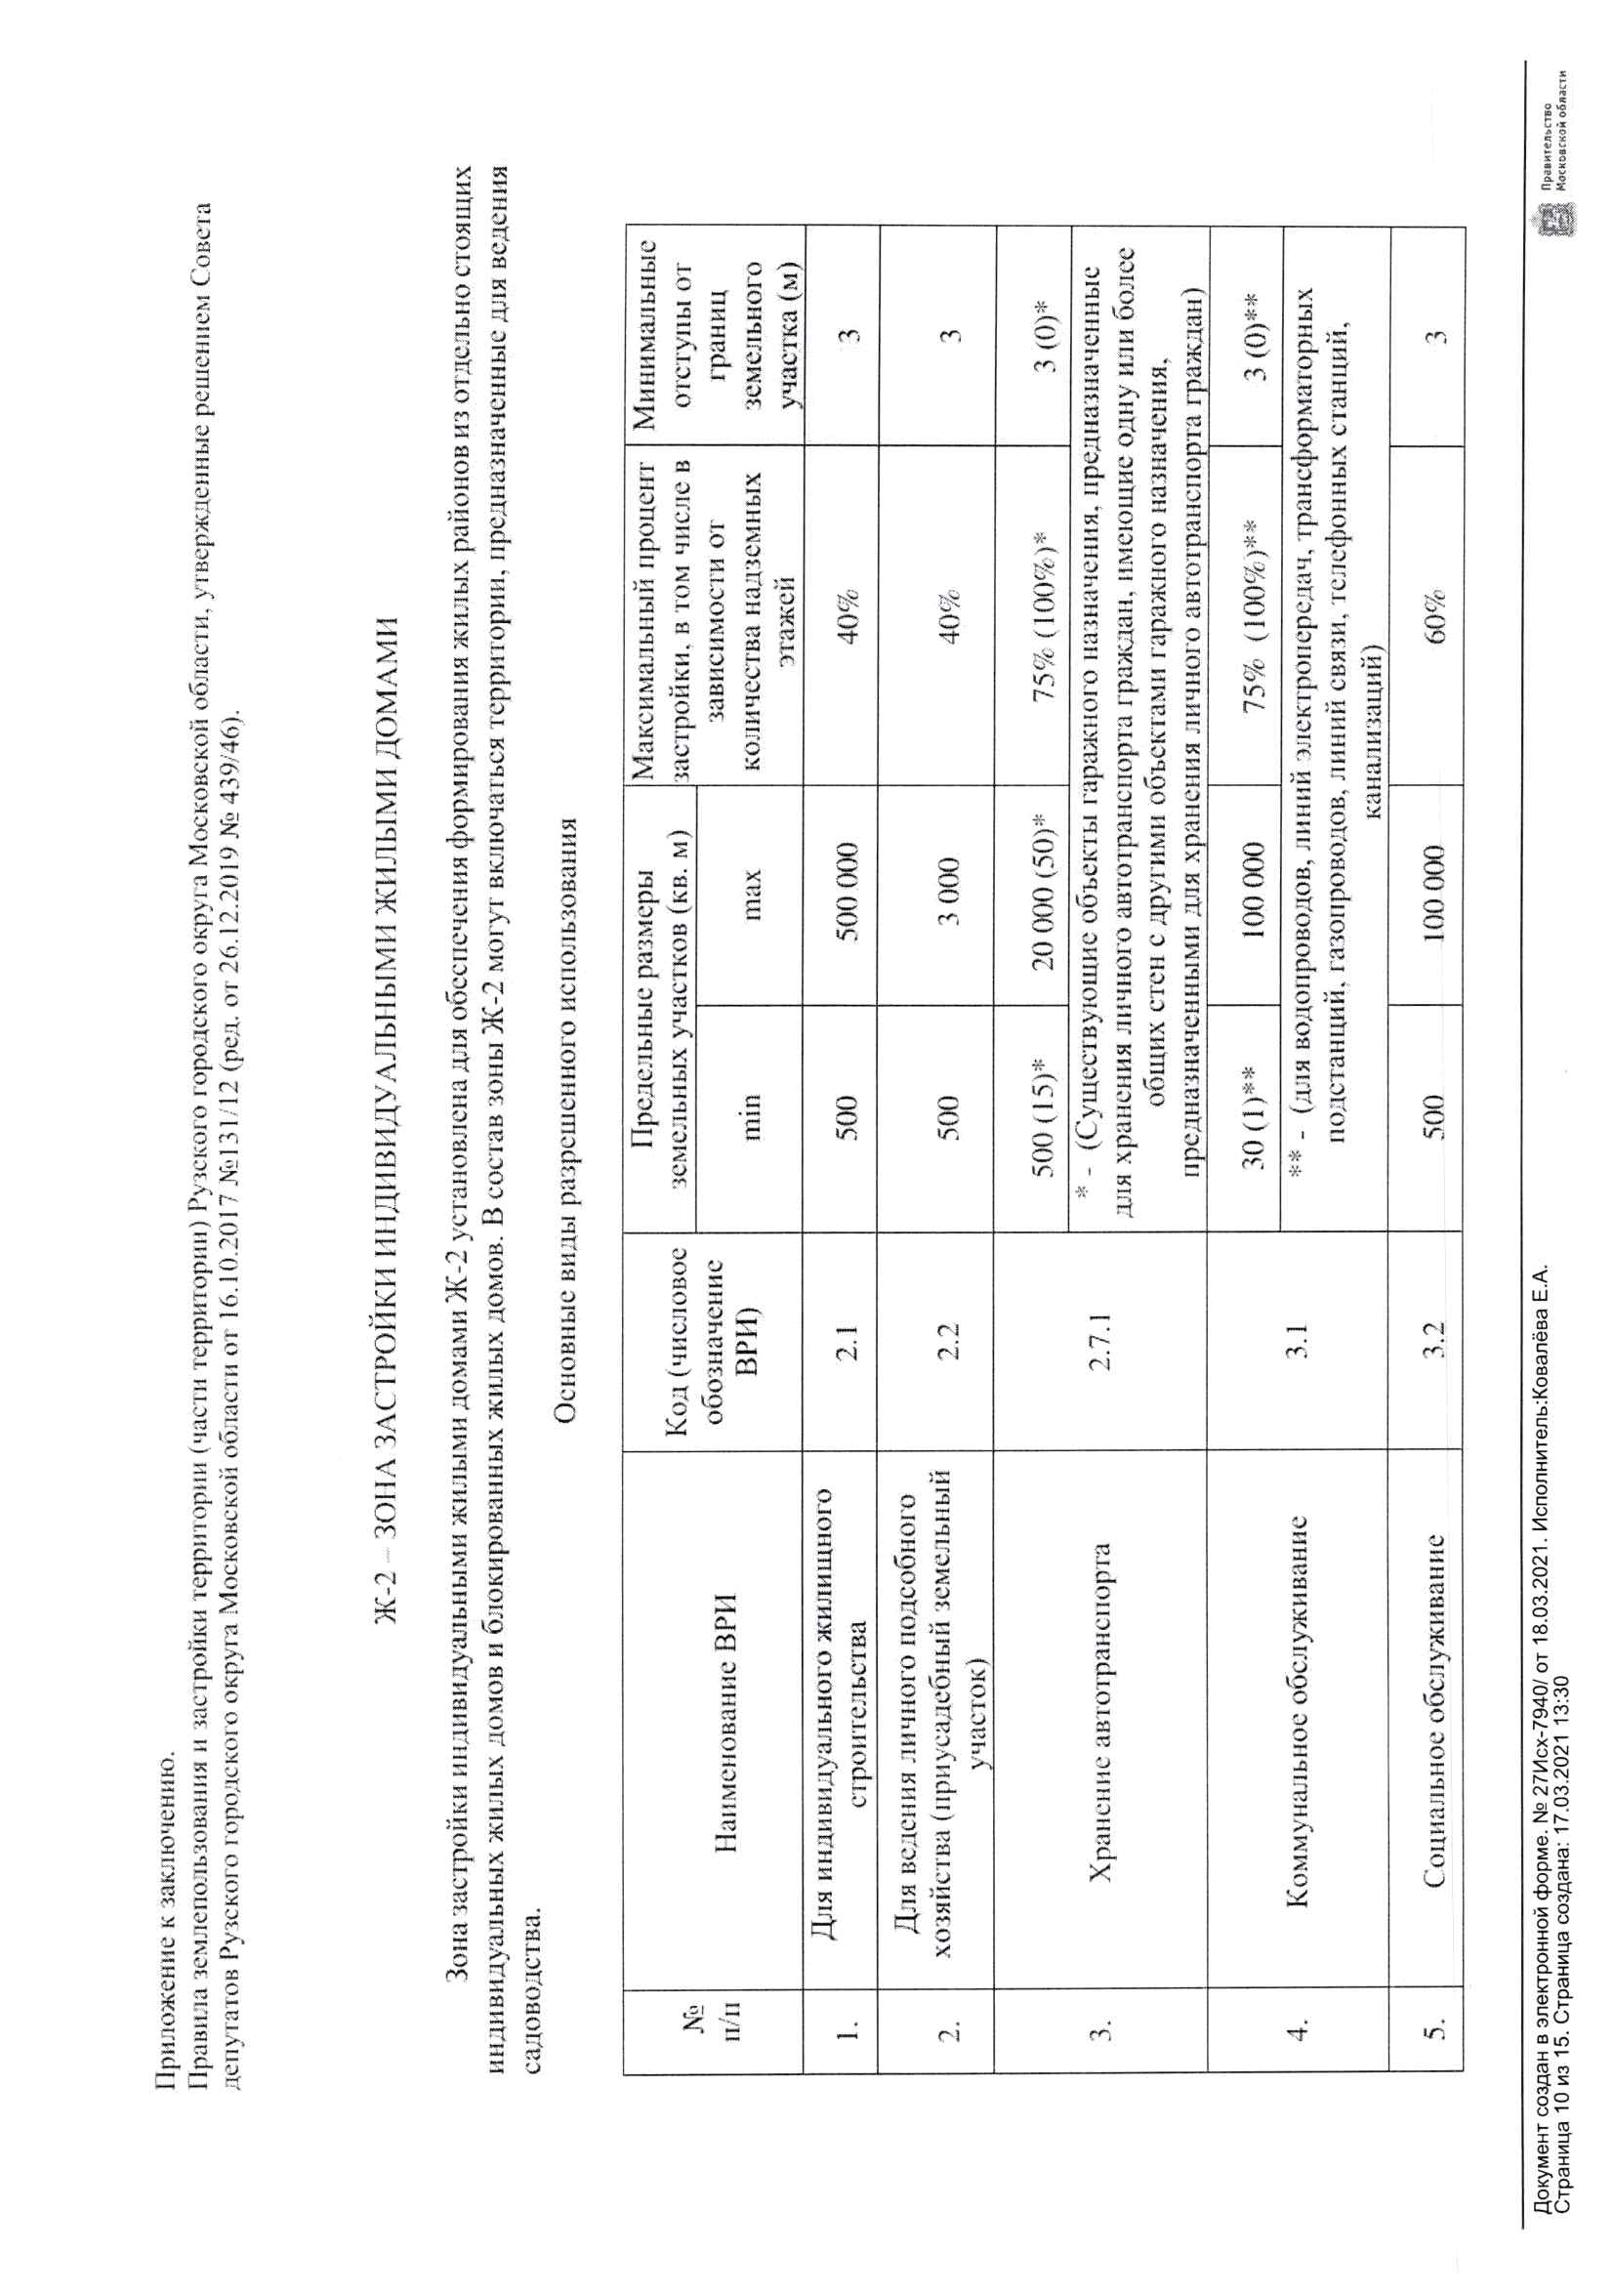 Приложение к заключению.
Правила землепользования и застройки территории (части территории) Рузского городского округа Московской области, утвержденные решением Совета
депутатов Рузского городского округа Московской области от 16.10.2017 №131/12 (ред. от 26.12.2019 № 439/46).
Ж-2 – ЗОНА ЗАСТРОЙКИ ИНДИВИДУАЛЬНЫМИ ЖИЛЫМИ ДОМАМИ
Зона застройки индивидуальными жилыми домами Ж-2 установлена для обеспечения формирования жилых районов из отдельно стоящих
индивидуальных жилых домов и блокированных жилых домов. В состав зоны Ж-2 могут включаться территории, предназначенные для ведения
садоводства.
Основные виды разрешенного использования
№
п/п
Наименование ВРИ
Код (числовое
обозначение
ВРИ)
Предельные размеры
земельных участков (кв. м)
min
max
Максимальный процент
застройки, в том числе в
зависимости от
количества надземных
этажей
Минимальные
отступы от
границ
земельного
участка (м)
1.
Для индивидуального жилищного
строительства
2.1
500
500 000
40%
3
2.
Для ведения личного подсобного
хозяйства (приусадебный земельный
участок)
2.2
500
3 000
40%
3
3.
Хранение автотранспорта
2.7.1
500 (15)*
20 000 (50)*
75% (100%)*
3 (0)*
* - (Существующие объекты гаражного назначения, предназначенные
для хранения личного автотранспорта граждан, имеющие одну или более
общих стен с другими объектами гаражного назначения,
предназначенными для хранения личного автотранспорта граждан)
4.
Коммунальное обслуживание
3.1
30 (1)**
100 000
75% (100%)**
3 (0)**
** - (для водопроводов, линий электропередач, трансформаторных
подстанций, газопроводов, линий связи, телефонных станций,
канализаций)
5.
Социальное обслуживание
3.2
500
100 000
60%
3
Документ создан в электронной форме. № 27Исх-7940/ от 18.03.2021. Исполнитель:Ковалёва Е.А.
Страница 10 из 15. Страница создана: 17.03.2021 13:30
Правительство
Московской области